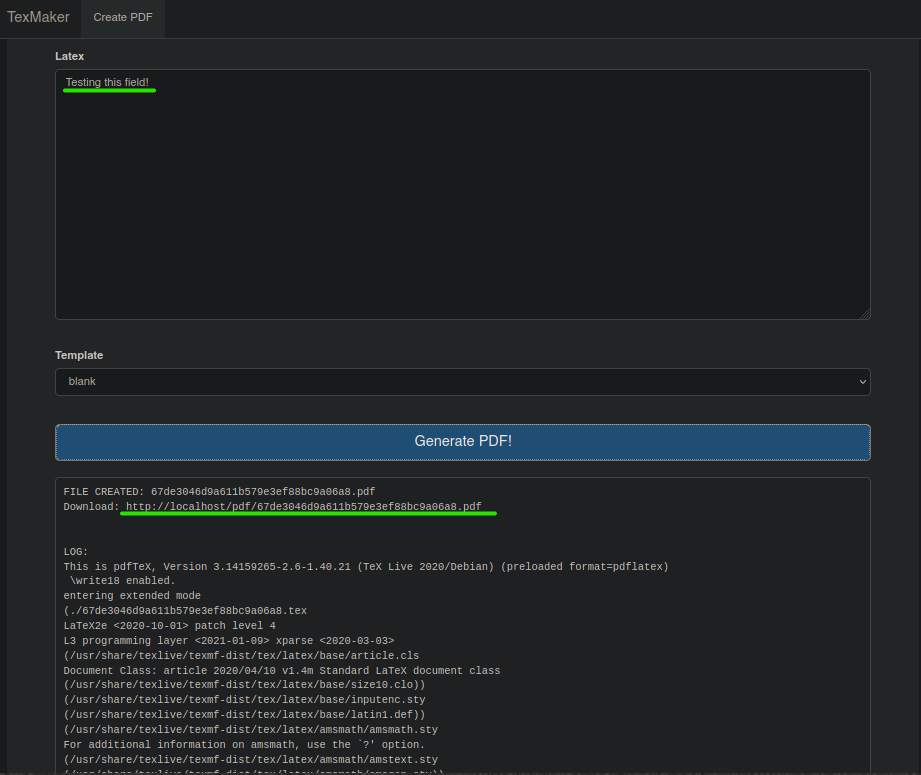 TexMaker Create PDF
Latex
Testing this field!
Template
blank
Generate PDF!
FILE CREATED: 67de3046d9a611b579e3ef88bc9a06a8.pdf
Download: http://localhost/pdf/67de3046d9a611b579e3ef88bc9a06a8.pdf
LOG:
This is pdfTeX, Version 3.14159265-2.6-1.40.21 (TeX Live 2020/Debian) (preloaded format=pdflatex)
\write18 enabled.
entering extended mode
(./67de3046d9a611b579e3ef88bc9a06a8.tex
LaTeX2e <2020-10-01> patch level 4
L3 programming layer <2021-01-09> xparse <2020-03-03>
(/usr/share/texlive/texmf-dist/tex/latex/base/article.cls
Document Class: article 2020/04/10 v1.4m Standard LaTeX document class
(/usr/share/texlive/texmf-dist/tex/latex/base/size10.clo))
(/usr/share/texlive/texmf-dist/tex/latex/base/inputenc.sty
(/usr/share/texlive/texmf-dist/tex/latex/base/latin1.def))
(/usr/share/texlive/texmf-dist/tex/latex/amsmath/amsmath.sty
For additional information on amsmath, use the `?' option.
(/usr/share/texlive/texmf-dist/tex/latex/amsmath/amstext.sty